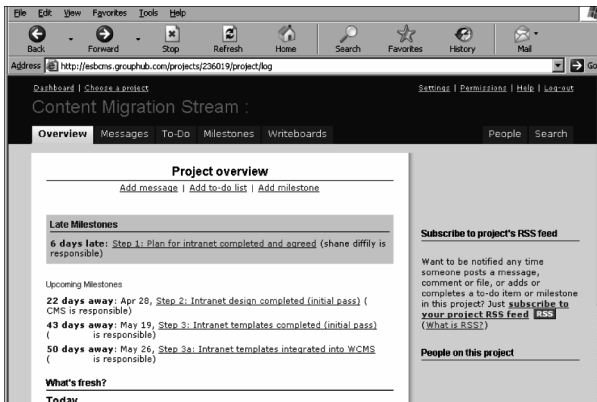 File Edit View Favorites Tools Help
Back Forward Stop Refresh Home Search Favorites History Mail
Address http://esbcms.grouphub.com/projects/236019/project/log Go
Dashboard | Choose a project
Settings | Permissions | Help | Log-out
Content Migration Stream :
Overview Messages To-Do Milestones Writeboards People Search
Project overview
Add message | Add to-do list | Add milestone
Late Milestones
6 days late: Step 1: Plan for intranet completed and agreed (shane diffily is
responsible)
Upcoming Milestones
22 days away: Apr 28, Step 2: Intranet design completed (initial pass) (
CMS is responsible)
43 days away: May 19, Step 3: Intranet templates completed (initial pass)
( is responsible)
50 days away: May 26, Step 3a: Intranet templates integrated into WCMS
( is responsible)
What's fresh?
Today
Subscribe to project's RSS feed
Want to be notified any time
someone posts a message,
comment or file, or adds or
completes a to-do item or milestone
in this project? Just subscribe to
your project RSS feed RSS
(What is RSS?)
People on this project